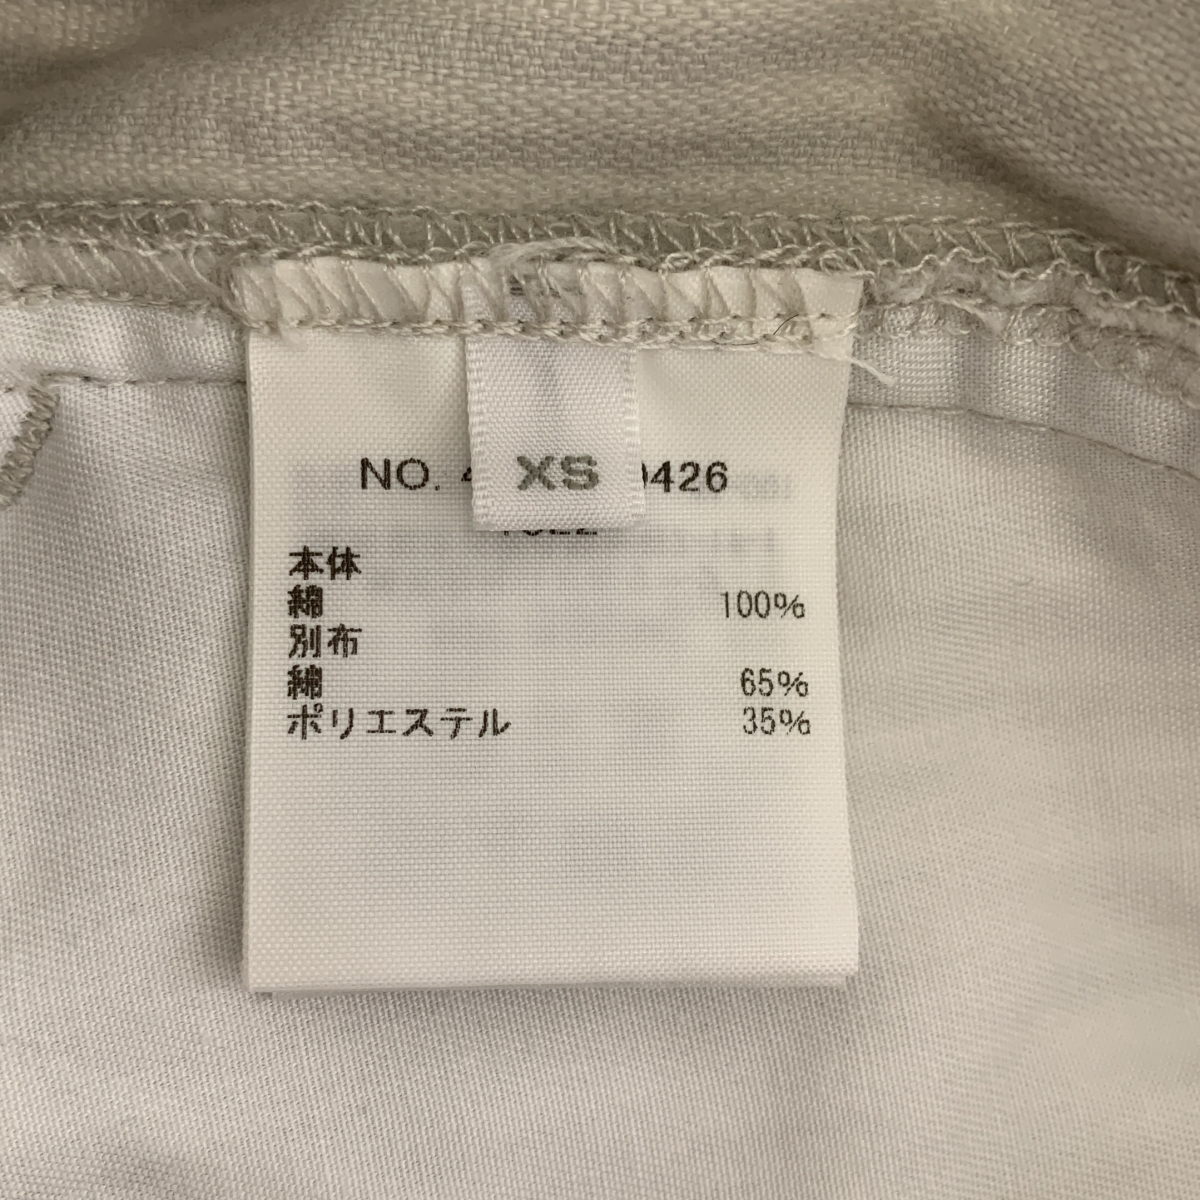 NO. 4
XS
0426
本体
綿 100%
別布
綿 65%
ポリエステル 35%